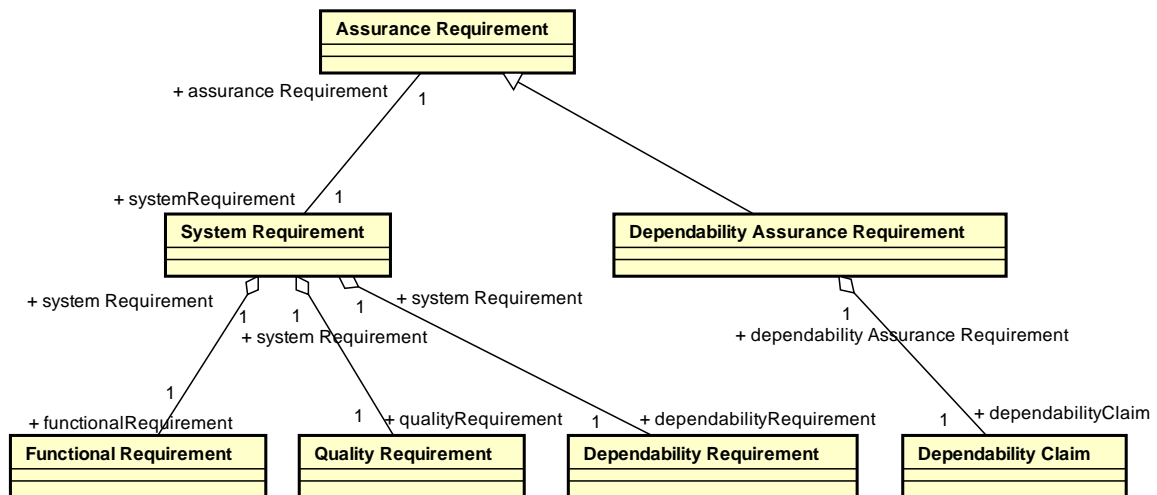 Assurance Requirement
+ assurance Requirement
1
+ systemRequirement
1
System Requirement
Dependability Assurance Requirement
+ system Requirement
1
1
+ system Requirement
1
+ system Requirement
1
+ dependability Assurance Requirement
1
+ functionalRequirement
1
+ qualityRequirement
1
+ dependabilityRequirement
1
+ dependabilityClaim
Functional Requirement
Quality Requirement
Dependability Requirement
Dependability Claim